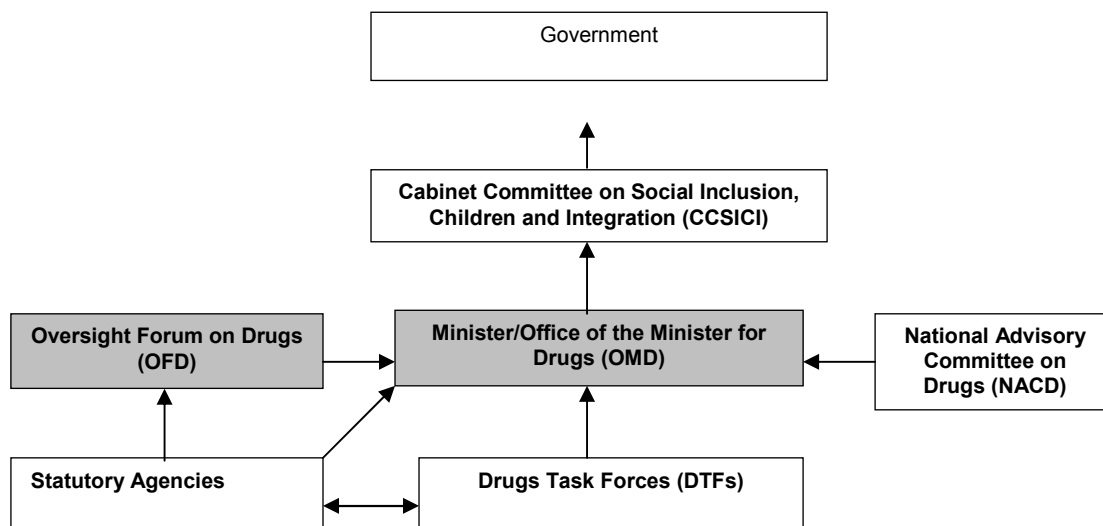 Government
Cabinet Committee on Social Inclusion,
Children and Integration (CCSICI)
Oversight Forum on Drugs
(OFD)
Minister/Office of the Minister for
Drugs (OMD)
National Advisory
Committee on
Drugs (NACD)
Statutory Agencies
Drugs Task Forces (DTFs)